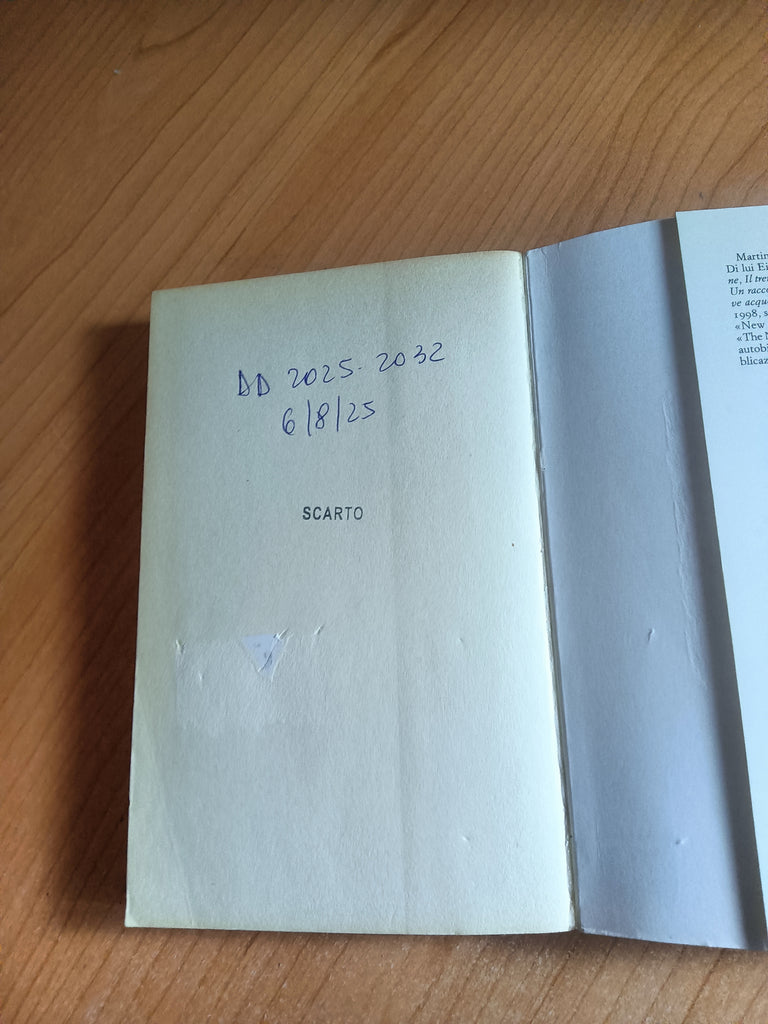 DD 2025-2032
6/8/25
SCARTO
Martin
Di lui Ei
ne, Il tre
Un racco
ve acqu
1998, s
«New
«The N
autobi
blicaz